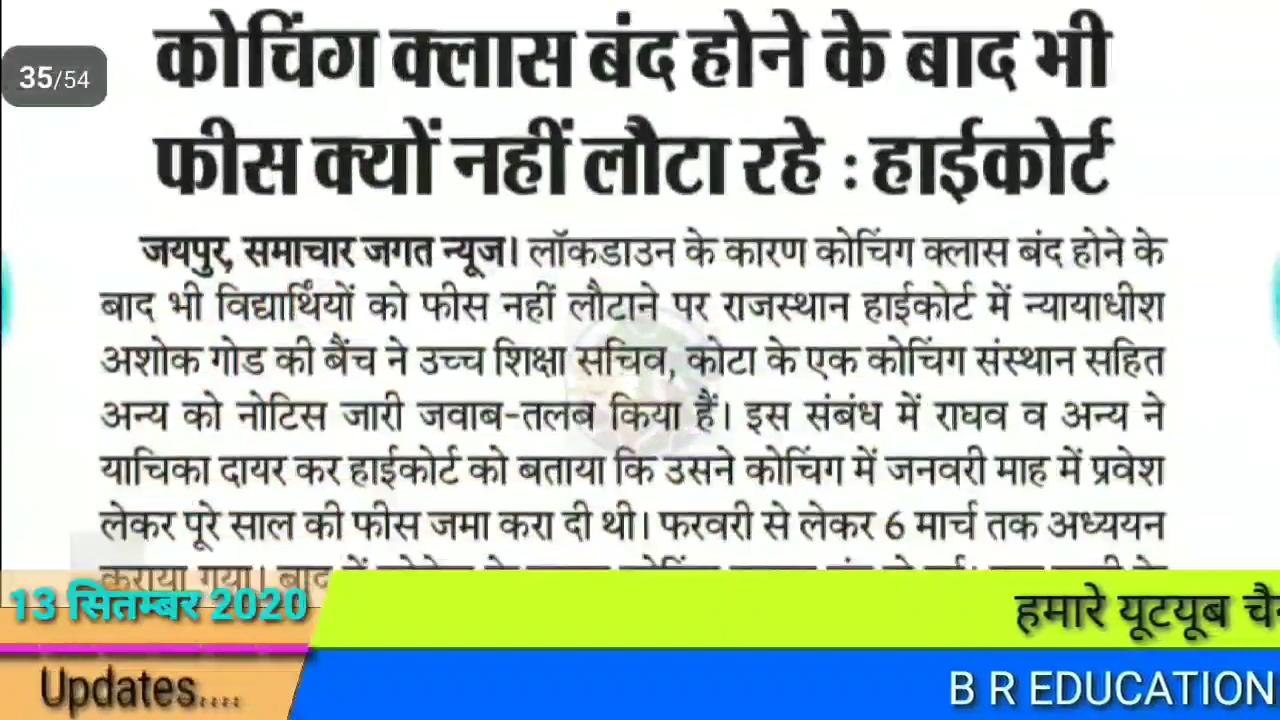 कोचिंग क्लास बंद होने के बाद भी
35/54
फीस क्यों नहीं लौटा रहे : हाईकोर्ट
जयपुर, समाचार जगत न्यूज। लॉकडाउन के कारण कोचिंग क्लास बंद होने के
बाद भी विद्यार्थियों को फीस नहीं लौटाने पर राजस्थान हाईकोर्ट में न्यायाधीश
अशोक गोड की बैंच ने उच्च शिक्षा सचिव, कोटा के एक कोचिंग संस्थान सहित
अन्य को नोटिस जारी जवाब-तलब किया हैं। इस संबंध में राघव व अन्य ने
याचिका दायर कर हाईकोर्ट को बताया कि उसने कोचिंग में जनवरी माह में प्रवेश
लेकर पूरे साल की फीस जमा करा दी थी। फरवरी से लेकर 6 मार्च तक अध्ययन
कराया गया। बाद में
13 सितम्बर 2020
हमारे यूटयूब
Updates....
B R EDUCATION